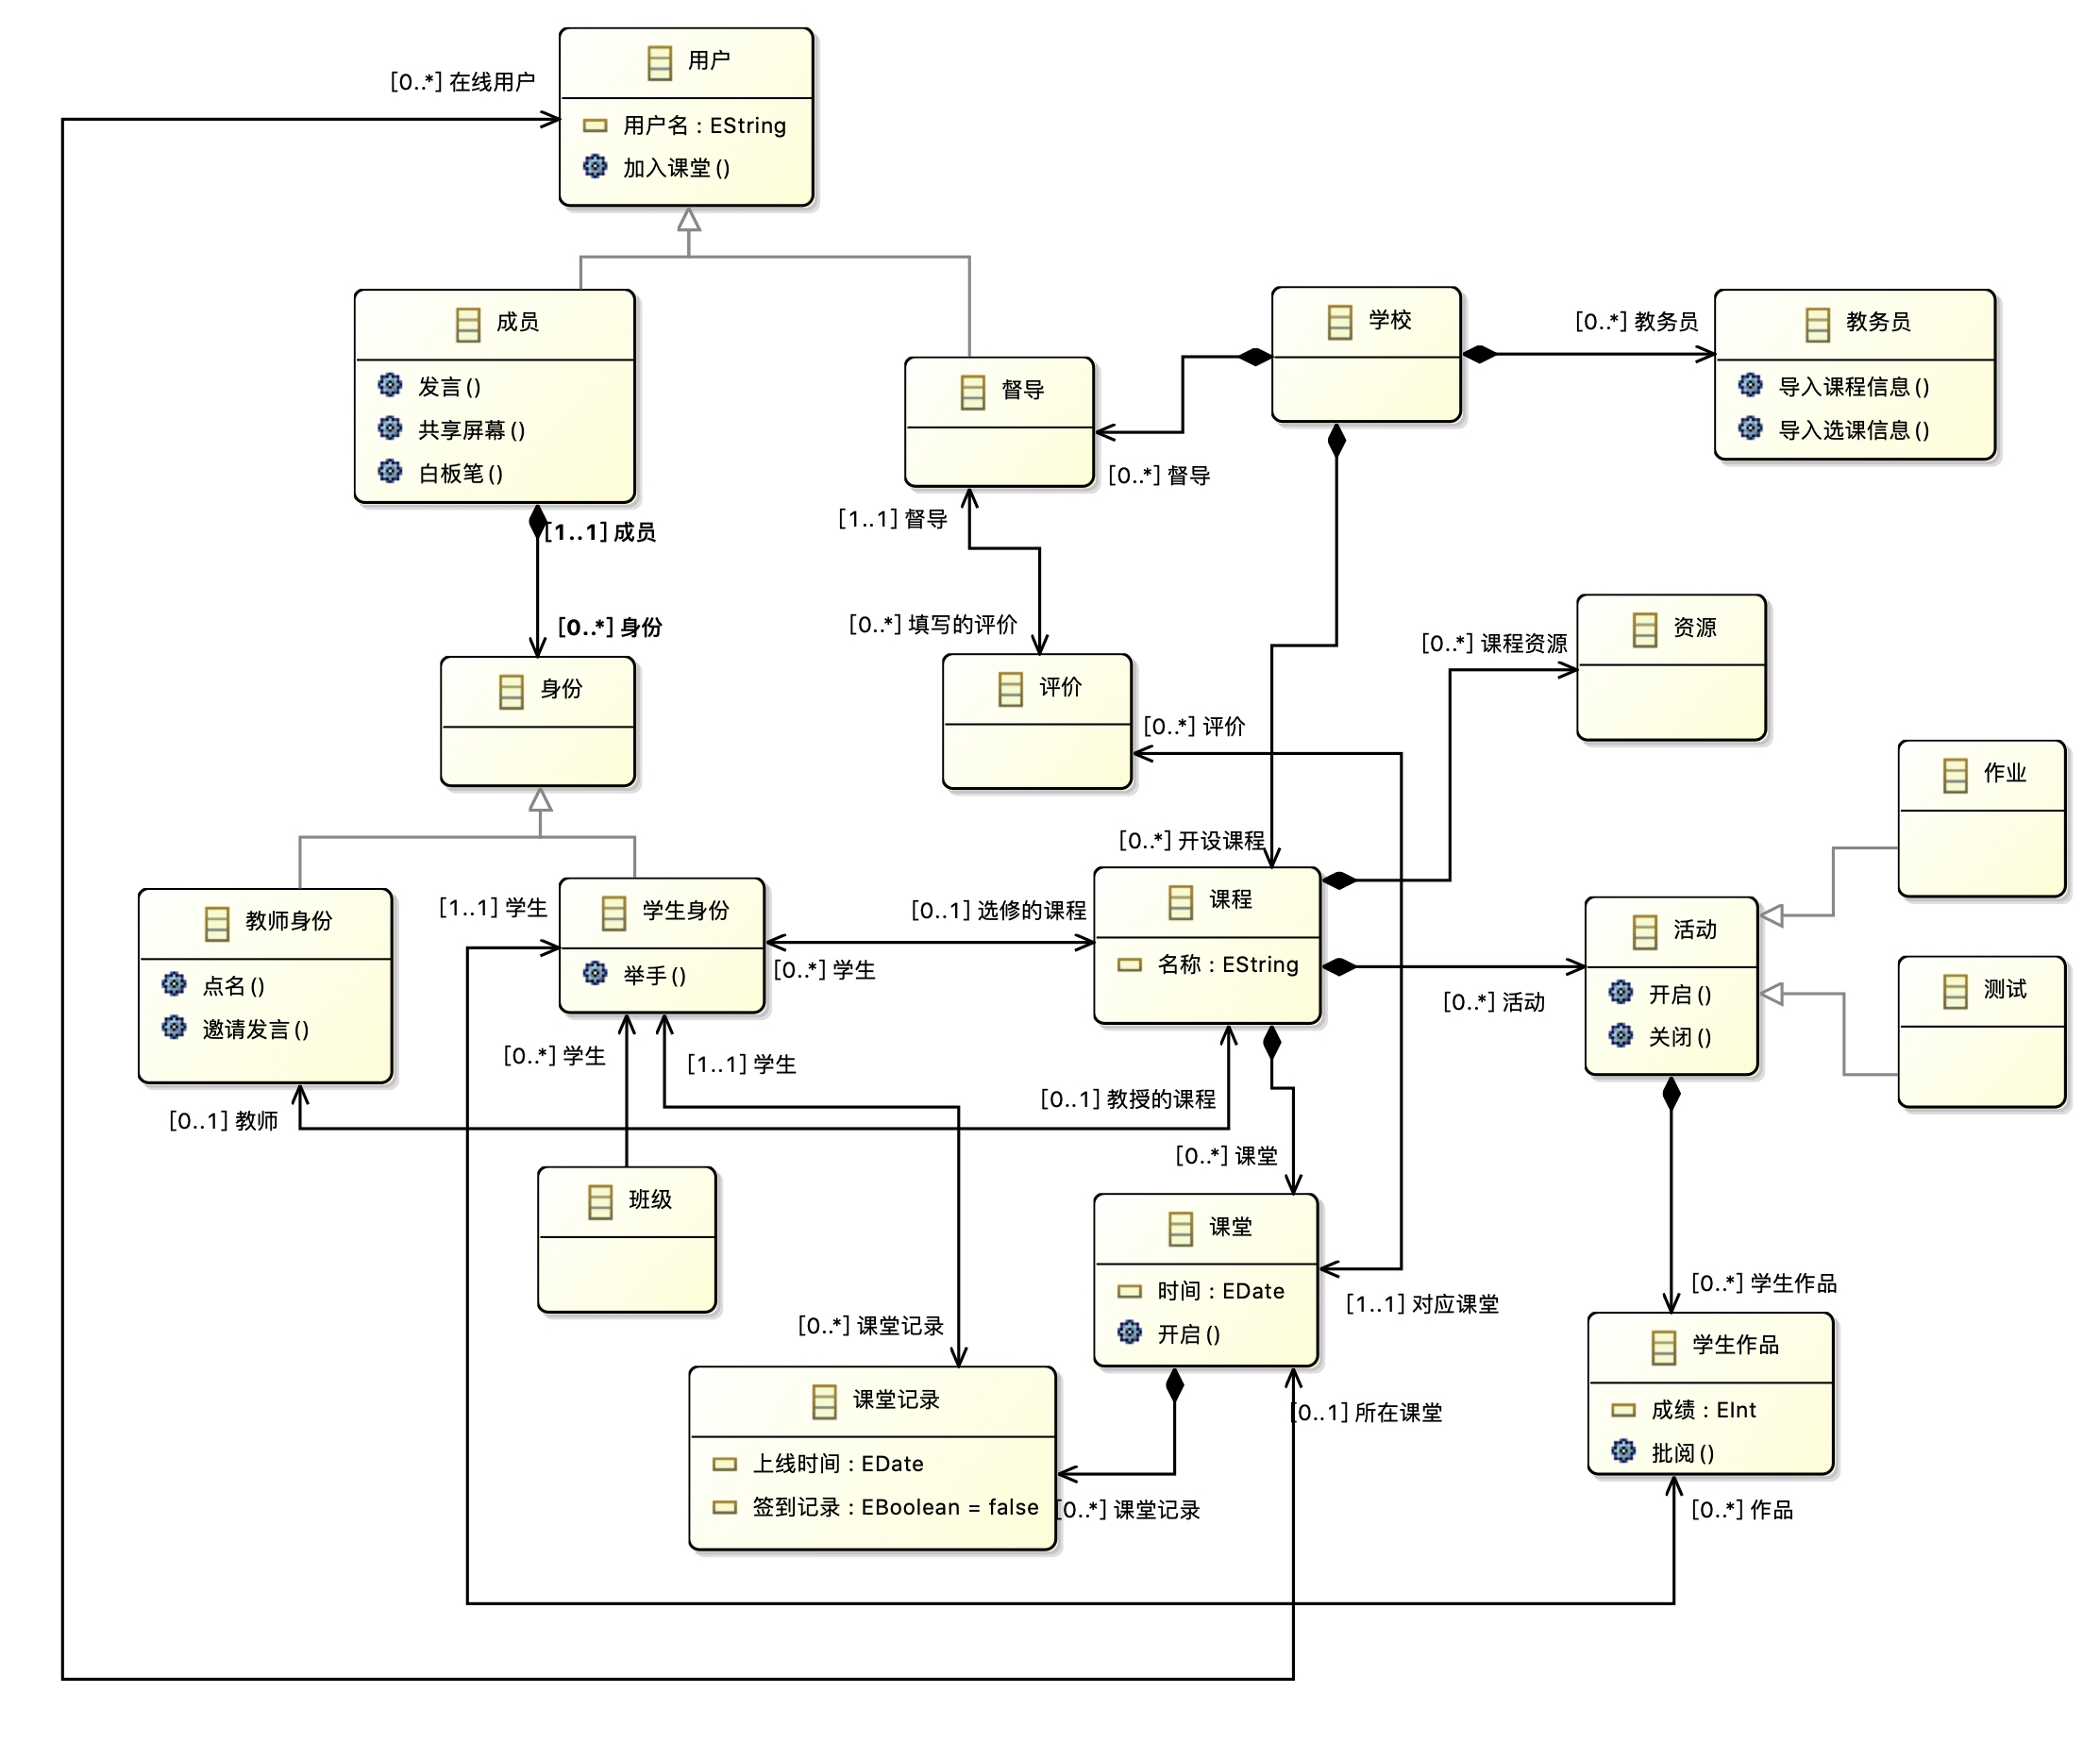 用户
[0..*] 在线用户
用户名 : EString
加入课堂 ()
成员
发言 ()
共享屏幕 ()
白板笔 ()
督导
学校
[0..*] 教务员
教务员
导入课程信息 ()
导入选课信息 ()
[0..*] 督导
[1..1] 督导
[1..1] 成员
[0..*] 身份
[0..*] 填写的评价
身份
评价
[0..*] 评价
[0..*] 课程资源
资源
作业
[0..*] 开设课程
教师身份
点名 ()
邀请发言 ()
[1..1] 学生
学生身份
举手 ()
[0..1] 选修的课程
[0..*] 学生
课程
名称 : EString
[0..*] 活动
活动
开启 ()
关闭 ()
测试
[0..*] 学生
[1..1] 学生
[0..1] 教授的课程
[0..1] 教师
[0..*] 课堂
班级
课堂
时间 : EDate
开启 ()
[1..1] 对应课堂
[0..*] 学生作品
[0..*] 课堂记录
学生作品
成绩 : EInt
批阅 ()
课堂记录
上线时间 : EDate
签到记录 : EBoolean = false
[0..1] 所在课堂
[0..*] 课堂记录
[0..*] 作品